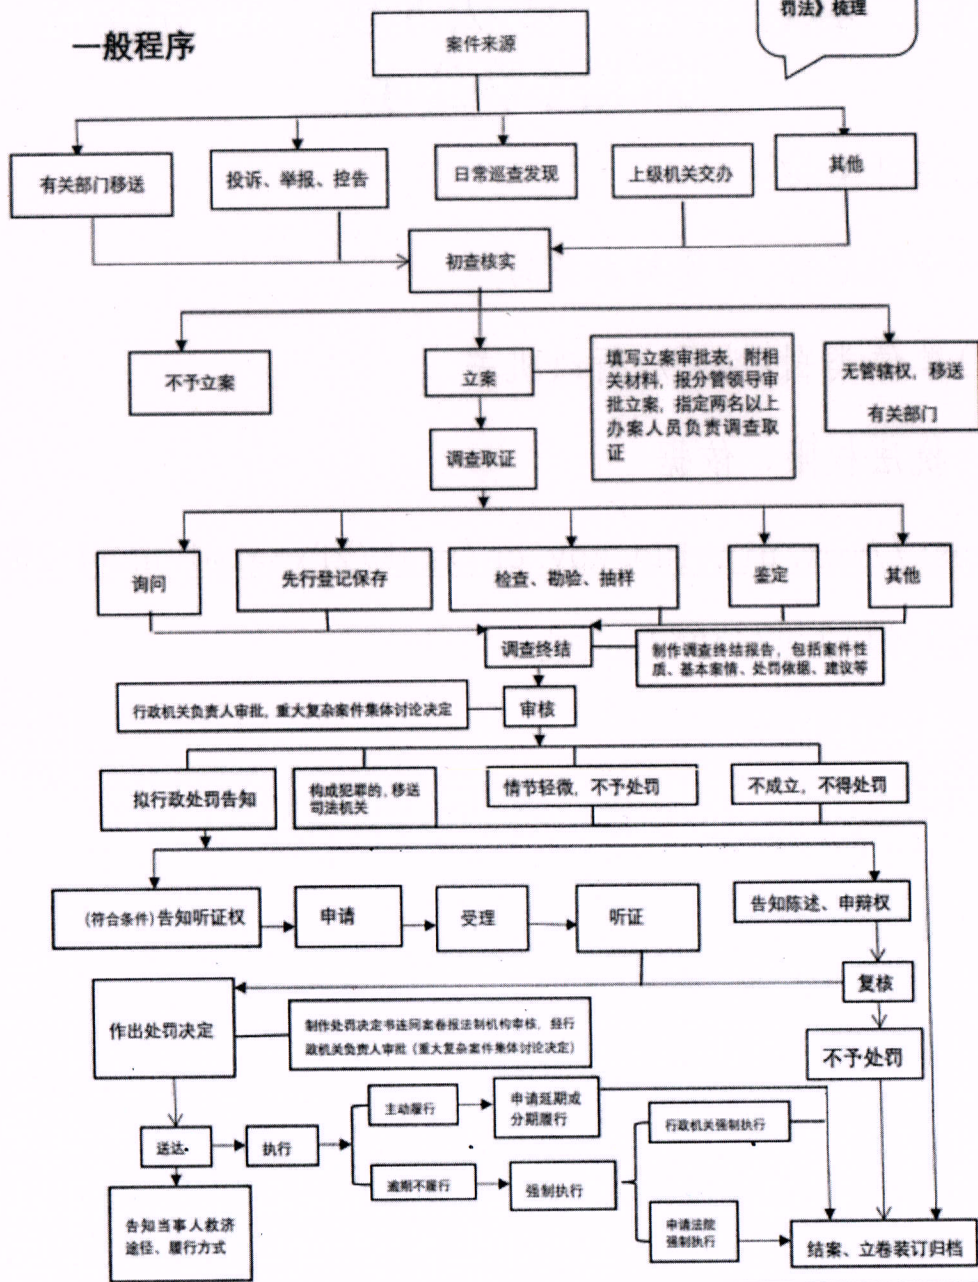 罚法》梳理
一般程序
案件来源
有关部门移送
投诉、举报、控告
日常巡查发现
上级机关交办
其他
初查核实
不予立案
立案
填写立案审批表，附相
关材料，报分管领导审
批立案，指定两名以上
办案人员负责调查取
证
无管辖权，移送
有关部门
调查取证
询问
先行登记保存
检查、勘验、抽样
鉴定
其他
调查终结
制作调查终结报告，包括案件性
质、基本案情、处罚依据、建议等
行政机关负责人审批，重大复杂案件集体讨论决定
审核
拟行政处罚告知
构成犯罪的，移送
司法机关
情节轻微，不予处罚
不成立，不得处罚
（符合条件）告知听证权
申请
受理
听证
告知陈述、申辩权
复核
作出处罚决定
制作处罚决定书连同案卷报法制机构审核，经行
政机关负责人审批（重大复杂案件集体讨论决定）
不予处罚
送达
执行
主动履行
申请延期或
分期履行
行政机关强制执行
逾期不履行
强制执行
申请法院
强制执行
告知当事人救济
途径、履行方式
结案、立卷装订归档